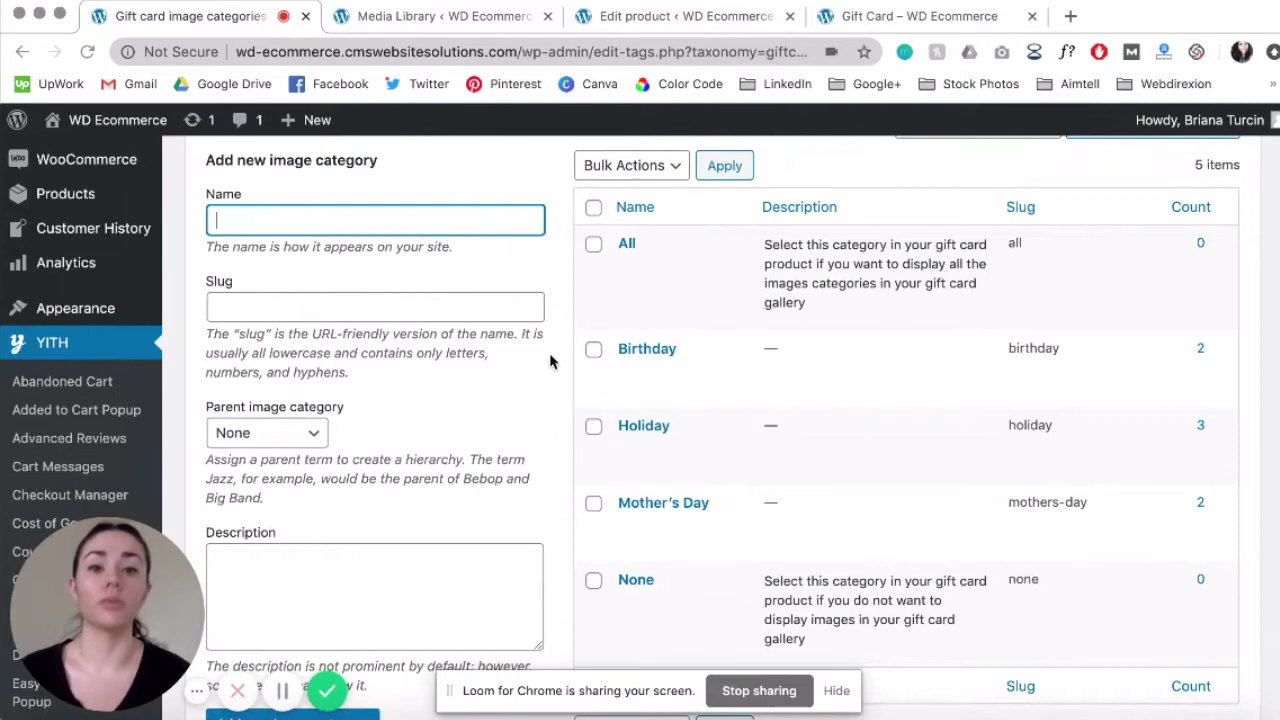 Gift card image categories
Media Library < WD Ecommerc
Edit product < WD Ecommerce
Gift Card – WD Ecommerce
Not Secure
wd-ecommerce.cmswebsitesolutions.com/wp-admin/edit-tags.php?taxonomy=giftc...
UpWork
Gmail
Google Drive
Facebook
Twitter
Pinterest
Canva
Color Code
LinkedIn
Google+
Stock Photos
Aimtell
Webdirexion
WD Ecommerce
1
1
New
Howdy, Briana Turcin
WooCommerce
Products
Customer History
Analytics
Appearance
YITH
Abandoned Cart
Added to Cart Popup
Advanced Reviews
Cart Messages
Checkout Manager
Cost of Go
Cou
Easy
Popup
Add new image category
Name
The name is how it appears on your site.
Slug
The “slug” is the URL-friendly version of the name. It is
usually all lowercase and contains only letters,
numbers, and hyphens.
Parent image category
None
Assign a parent term to create a hierarchy. The term
Jazz, for example, would be the parent of Bebop and
Big Band.
Description
The description is not prominent by default; however,
Bulk Actions
Apply
5 items
Name
Description
Slug
Count
All
Select this category in your gift card
product if you want to display all the
images categories in your gift card
gallery
all
0
Birthday
—
birthday
2
Holiday
—
holiday
3
Mother’s Day
—
mothers-day
2
None
Select this category in your gift card
product if you do not want to
display images in your gift card
gallery
none
0
Slug
Count
Loom for Chrome is sharing your screen.
Stop sharing
Hide